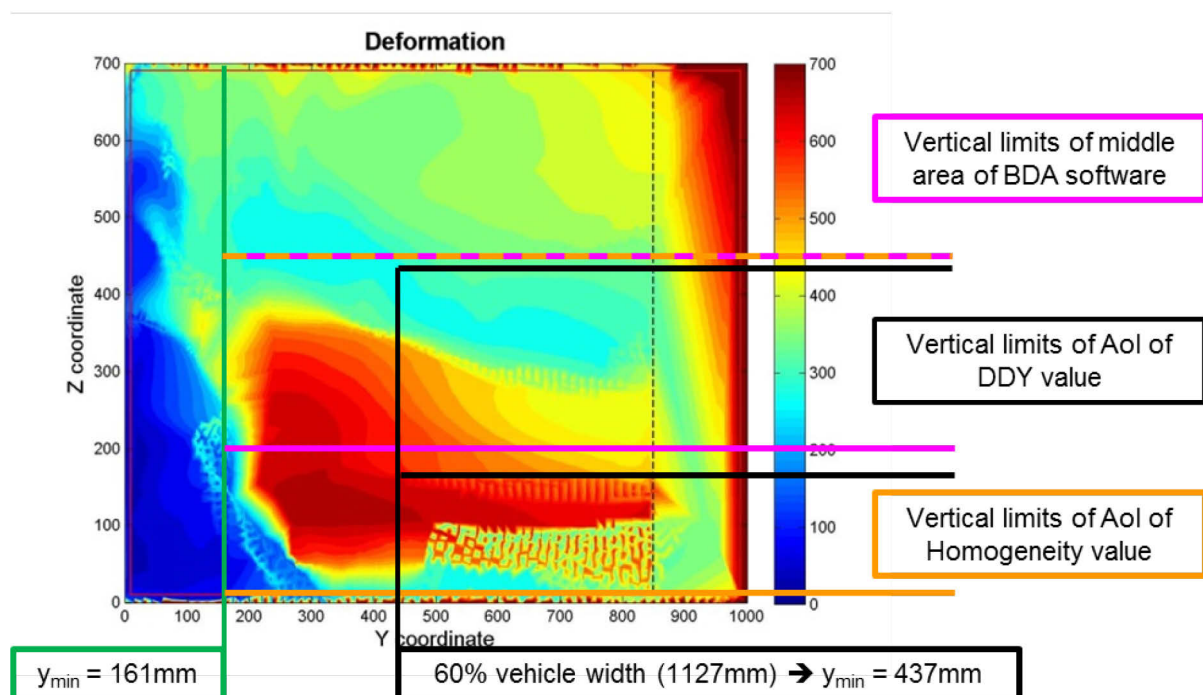 Deformation
700
600
500
400
300
200
100
0
Z coordinate
0 100 200 300 400 500 600 700 800 900 1000
Y coordinate
700
600
500
400
300
200
100
0
Vertical limits of middle
area of BDA software
Vertical limits of AoI of
DDY value
Vertical limits of AoI of
Homogeneity value
ymin = 161mm
60% vehicle width (1127mm) ➔ ymin = 437mm